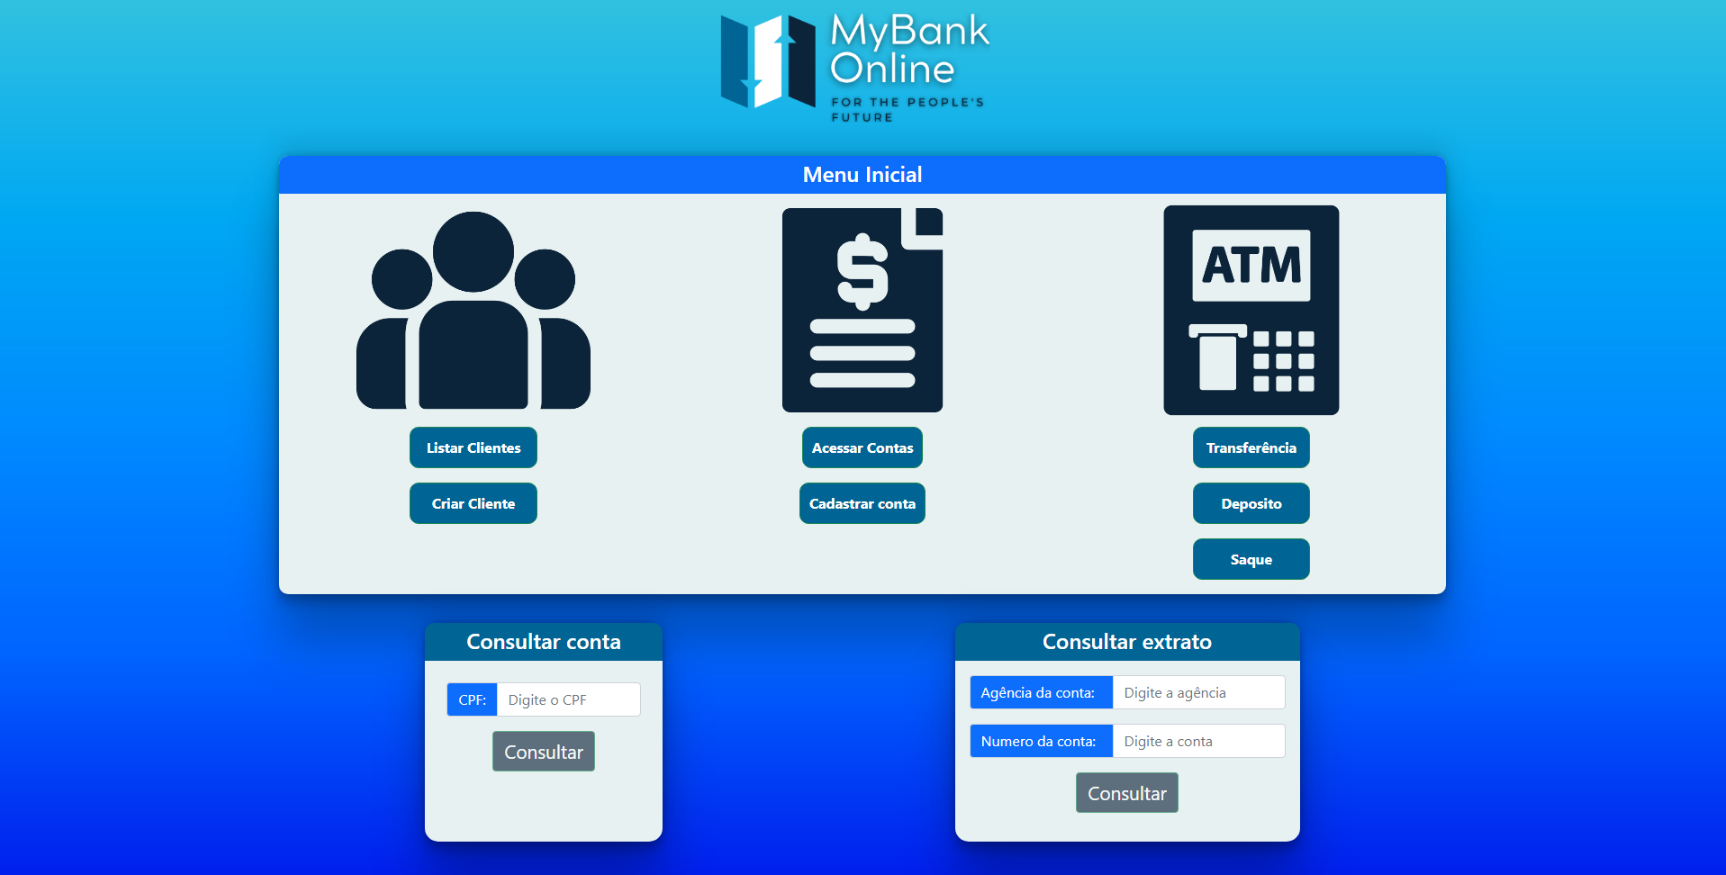 MyBank
Online
FOR THE PEOPLE'S
FUTURE
Menu Inicial
$
ATM
Listar Clientes
Acessar Contas
Transferência
Criar Cliente
Cadastrar conta
Deposito
Saque
Consultar conta
CPF: Digite o CPF
Consultar
Consultar extrato
Agência da conta: Digite a agência
Numero da conta: Digite a conta
Consultar